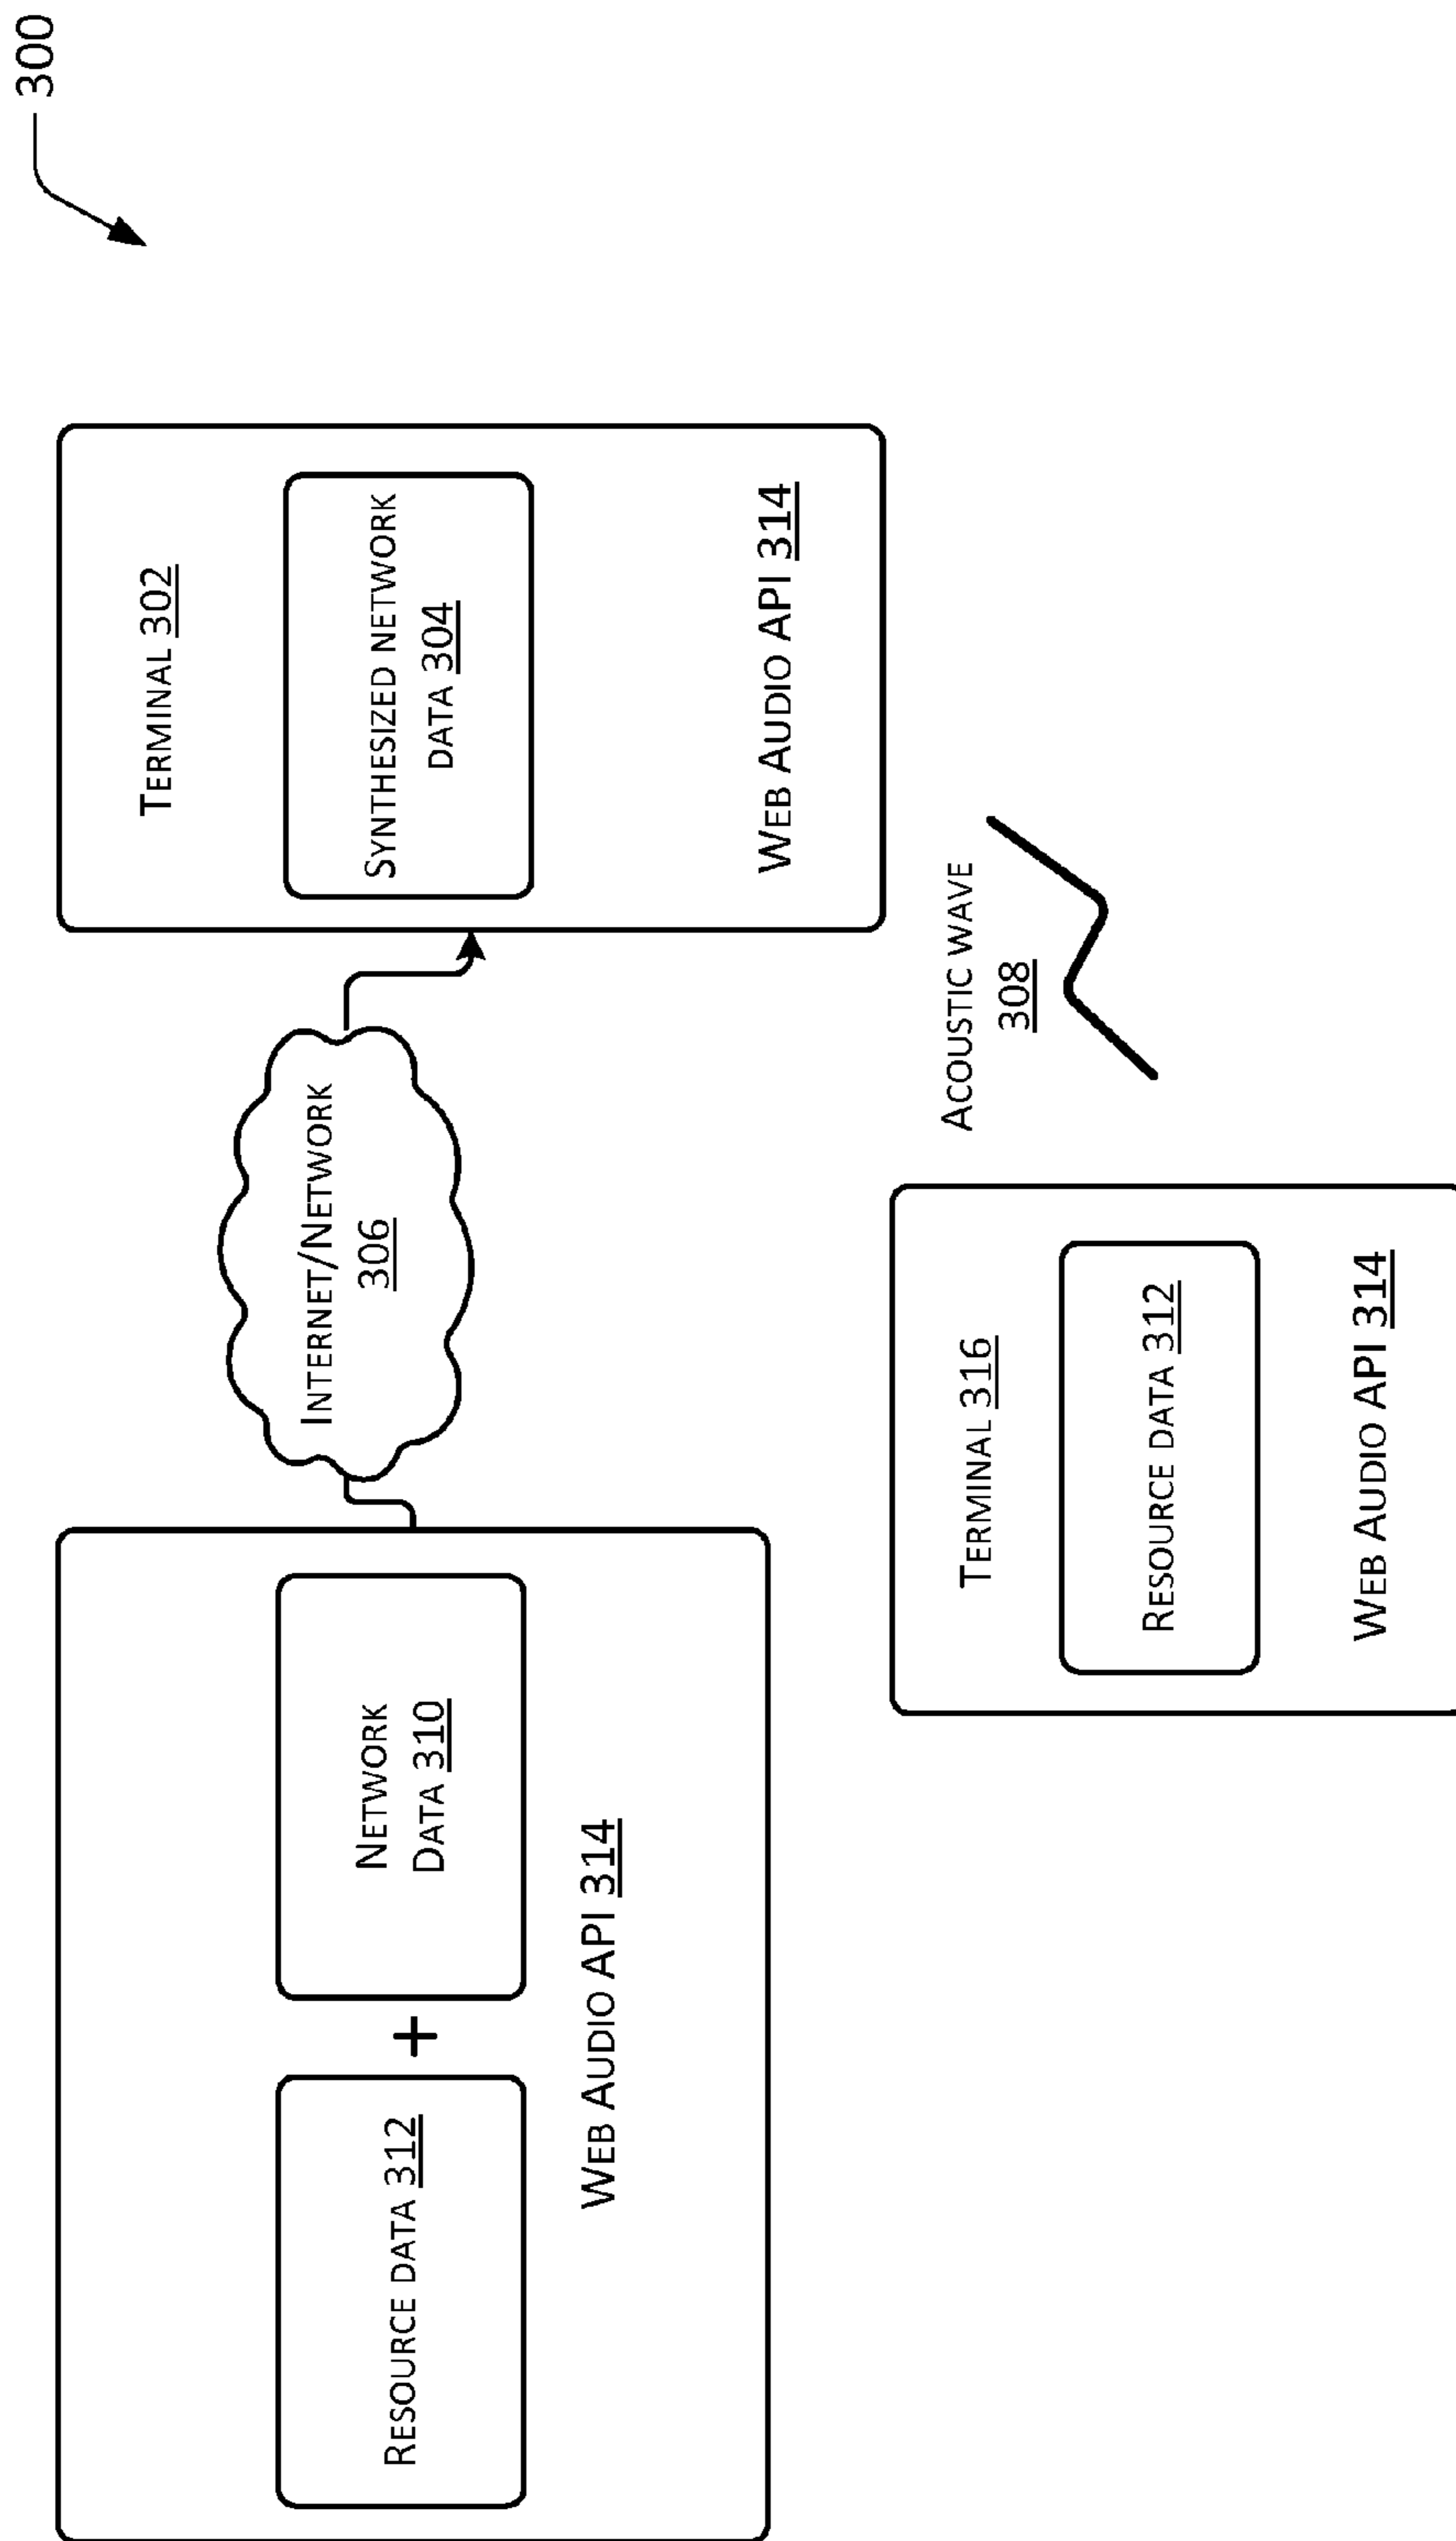 300
RESOURCE DATA 312
+
NETWORK
DATA 310
WEB AUDIO API 314
INTERNET/NETWORK
306
TERMINAL 302
SYNTHESIZED NETWORK
DATA 304
WEB AUDIO API 314
ACOUSTIC WAVE
308
TERMINAL 316
RESOURCE DATA 312
WEB AUDIO API 314